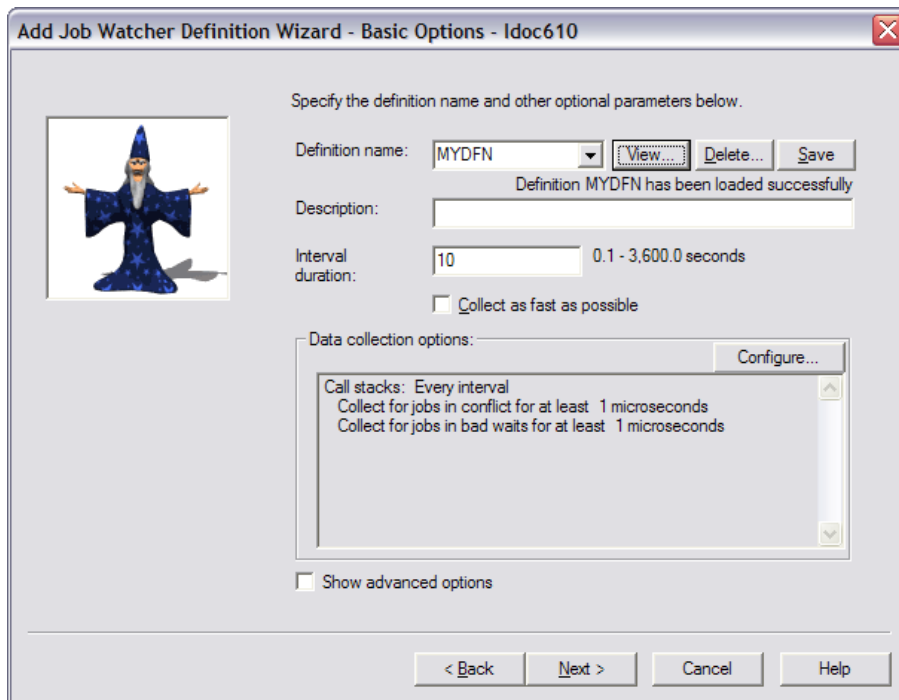 Add Job Watcher Definition Wizard - Basic Options - Idoc610
Specify the definition name and other optional parameters below.
Definition name: MYDFN View... Delete... Save
Definition MYDFN has been loaded successfully
Description:
Interval
duration: 10 0.1 - 3,600.0 seconds
Collect as fast as possible
Data collection options:
Configure...
Call stacks: Every interval
Collect for jobs in conflict for at least 1 microseconds
Collect for jobs in bad waits for at least 1 microseconds
Show advanced options
< Back Next > Cancel Help